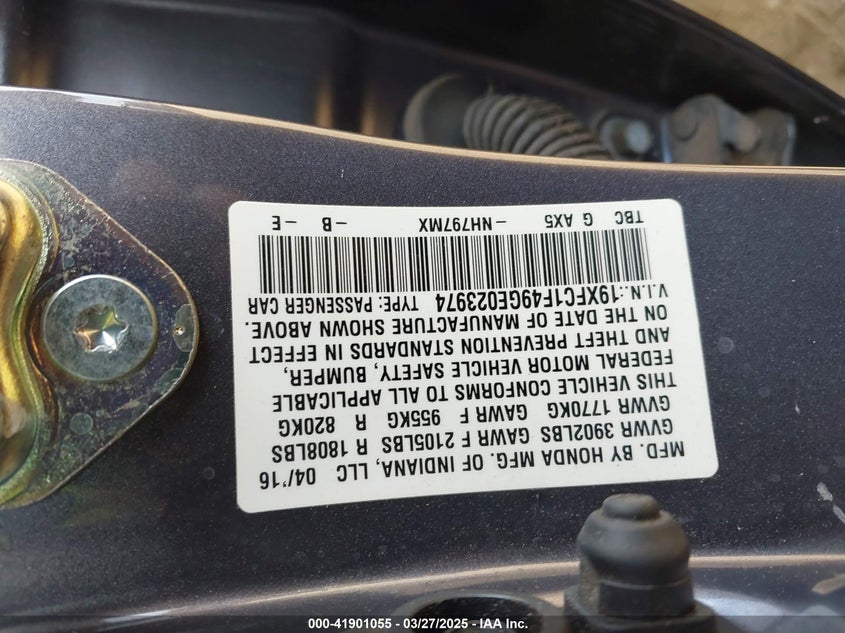 MFD. BY HONDA MFG. OF INDIANA, LLC 04/'16
GVWR 3902LBS GAWR F 2105LBS R 1808LBS
GVWR 1770KG GAWR F 955KG R 820KG
THIS VEHICLE CONFORMS TO ALL APPLICABLE
FEDERAL MOTOR VEHICLE SAFETY, BUMPER,
AND THEFT PREVENTION STANDARDS IN EFFECT
ON THE DATE OF MANUFACTURE SHOWN ABOVE.
V.I.N.:19XFC1F49GE023974 TYPE: PASSENGER CAR
TBC G AX5 -NH797MX -B -E
000-41901055 — 03/27/2025 — IAA Inc.